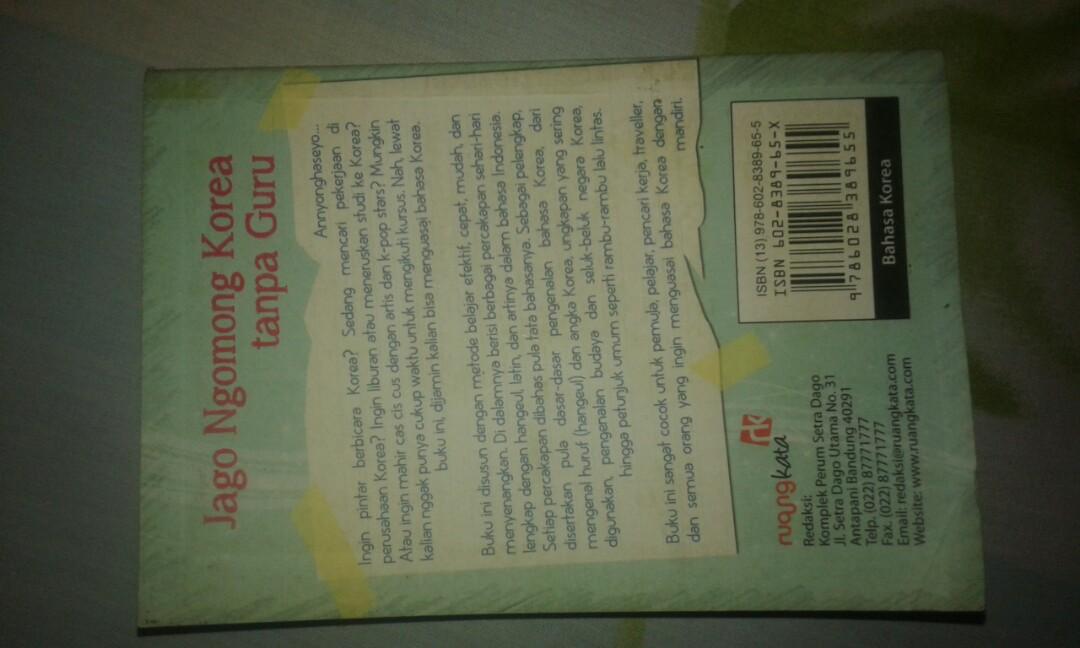 Jago Ngomong Korea
tanpa Guru
Annyonghaseyo...
Ingin pintar berbicara Korea? Sedang mencari pekerjaan di
perusahaan Korea? Ingin liburan atau meneruskan studi ke Korea?
Atau ingin mahir cas cis cus dengan artis dan k-pop stars? Mungkin
kalian nggak punya cukup waktu untuk mengikuti kursus. Nah, lewat
buku ini, dijamin kalian bisa menguasai bahasa Korea.
Buku ini disusun dengan metode belajar efektif, cepat, mudah, dan
menyenangkan. Di dalamnya berisi berbagai percakapan sehari-hari
lengkap dengan hangeul, latin, dan artinya dalam bahasa Indonesia.
Setiap percakapan dibahas pula tata bahasanya. Sebagai pelengkap,
disertakan pula dasar-dasar pengenalan bahasa Korea, dari
mengenal huruf (hangeul) dan angka Korea, ungkapan yang sering
digunakan, pengenalan budaya dan seluk-beluk negara Korea,
hingga petunjuk umum seperti rambu-rambu lalu lintas.
Buku ini sangat cocok untuk pemula, pelajar, pencari kerja, traveller,
dan semua orang yang ingin menguasai bahasa Korea dengan
mandiri.
ruangkata
Redaksi:
Komplek Perum Setra Dago
Jl. Setra Dago Utama No. 31
Antapani Bandung 40291
Telp. (022) 87771777
Fax. (022) 87771777
Email: redaksi@ruangkata.com
Website: www.ruangkata.com
ISBN (13) 978-602-8389-65-5
ISBN 602-8389-65-X
9 786028 389655
Bahasa Korea